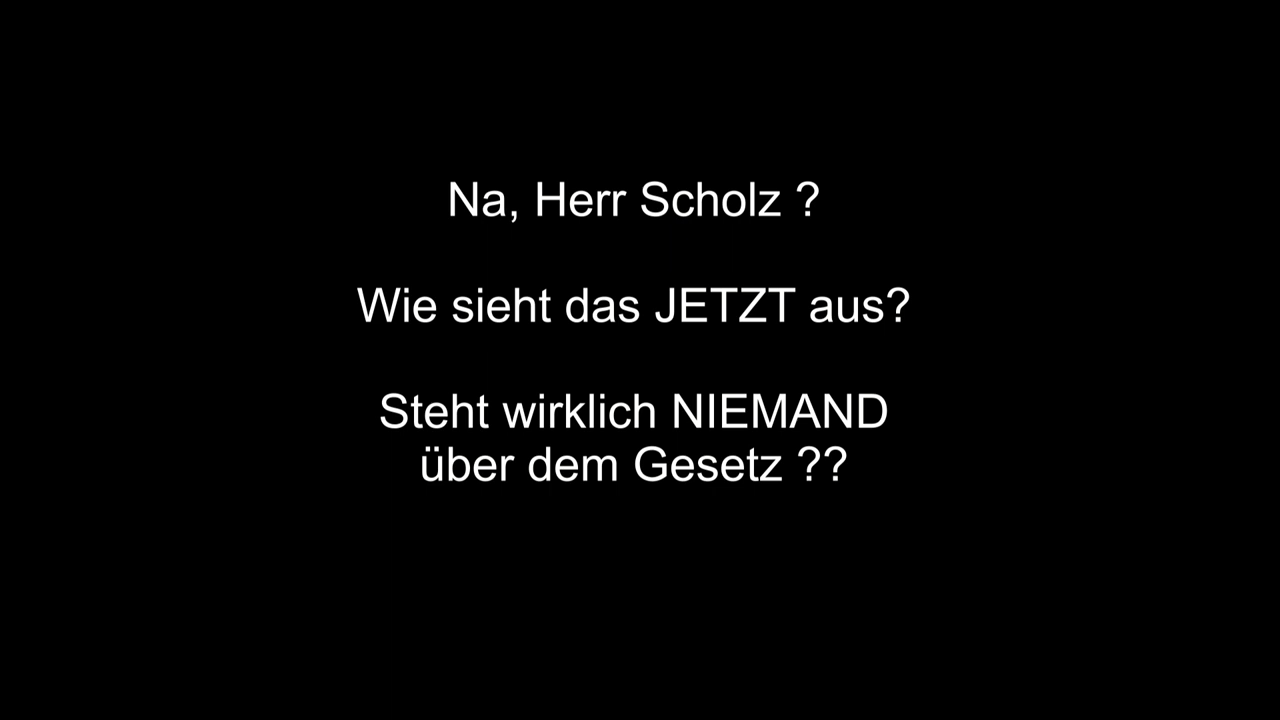 Na, Herr Scholz ?
Wie sieht das JETZT aus?
Steht wirklich NIEMAND
über dem Gesetz ??